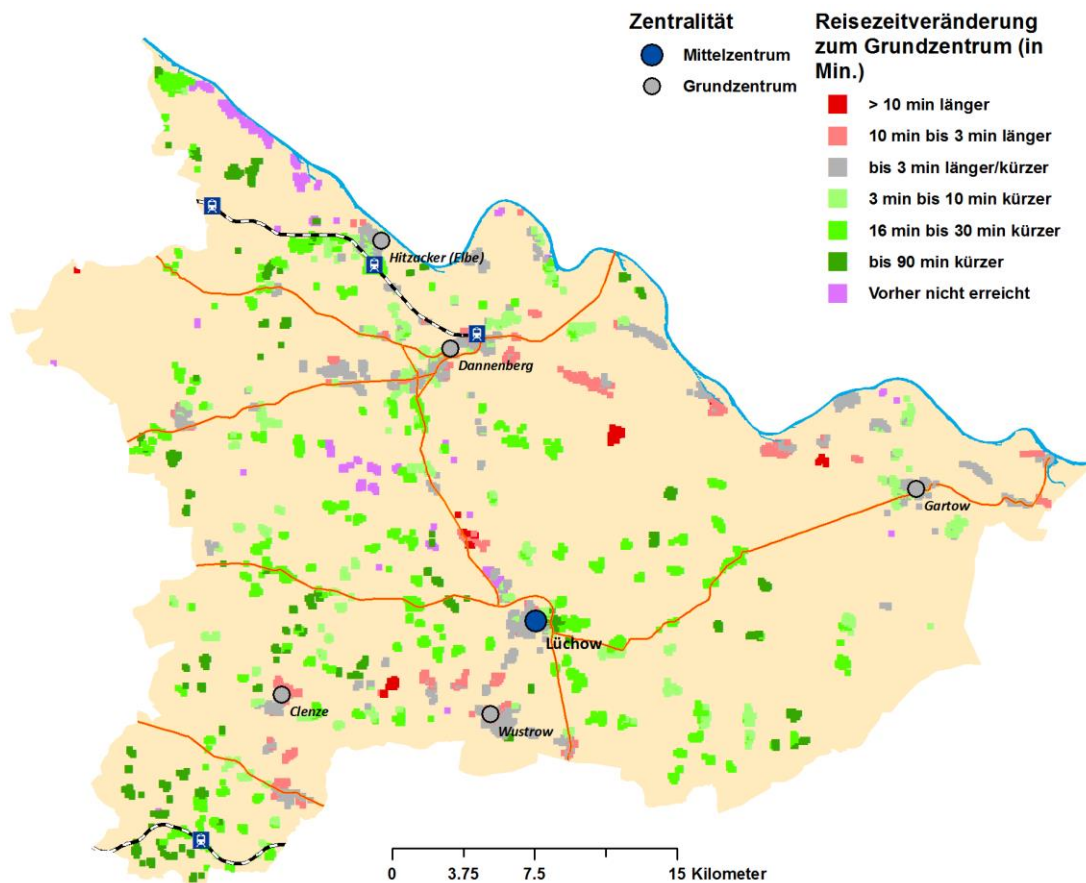 Zentralität
Mittelzentrum
Grundzentrum
Reisezeitveränderung
zum Grundzentrum (in
Min.)
> 10 min länger
10 min bis 3 min länger
bis 3 min länger/kürzer
3 min bis 10 min kürzer
16 min bis 30 min kürzer
bis 90 min kürzer
Vorher nicht erreicht
Hitzacker (Elbe)
Dannenberg
Gartow
Lüchow
Clenze
Wustrow
0 3.75 7.5 15 Kilometer